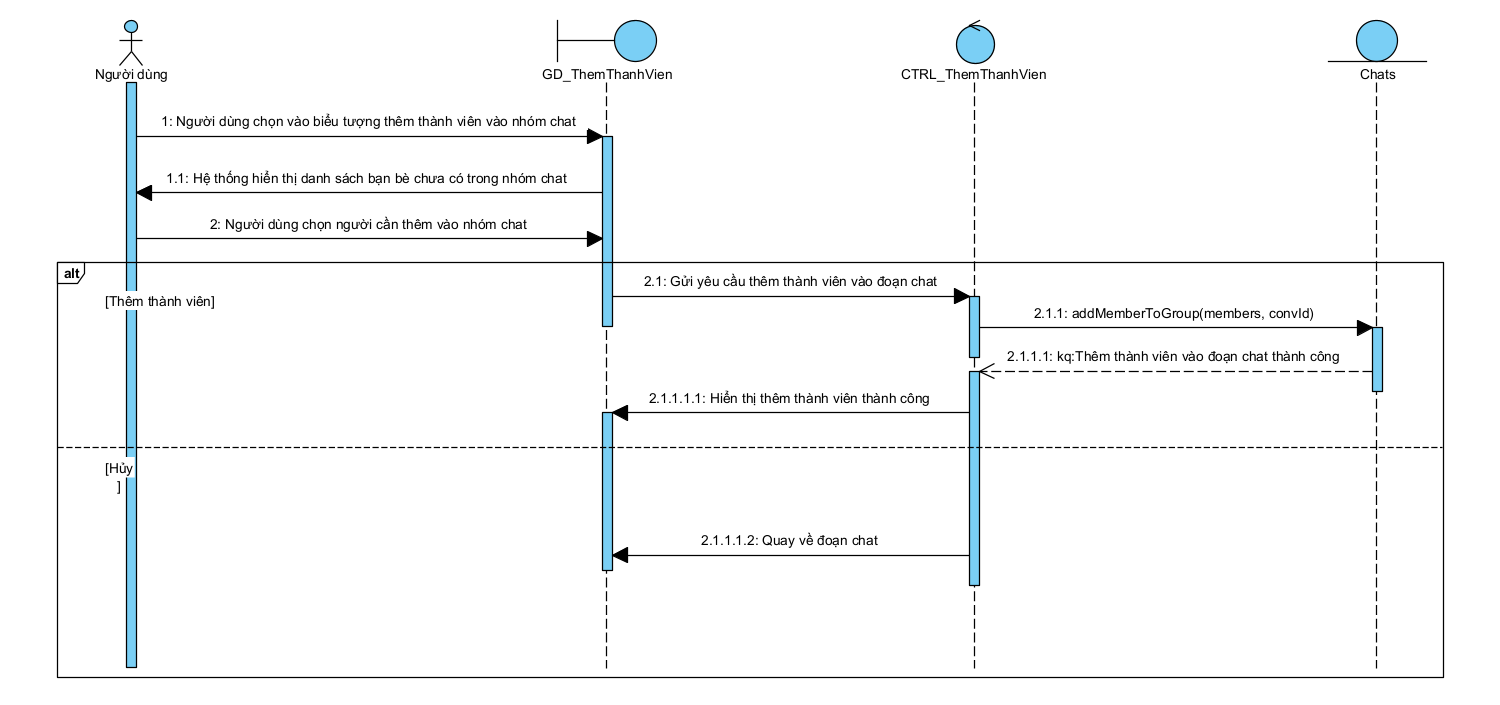 Người dùng
GD_ThemThanhVien
CTRL_ThemThanhVien
Chats
1: Người dùng chọn vào biểu tượng thêm thành viên vào nhóm chat
1.1: Hệ thống hiển thị danh sách bạn bè chưa có trong nhóm chat
2: Người dùng chọn người cần thêm vào nhóm chat
alt
2.1: Gửi yêu cầu thêm thành viên vào đoạn chat
[Thêm thành viên]
2.1.1: addMemberToGroup(members, convId)
2.1.1.1: kq:Thêm thành viên vào đoạn chat thành công
2.1.1.1.1: Hiển thị thêm thành viên thành công
[Hủy
]
2.1.1.1.2: Quay về đoạn chat